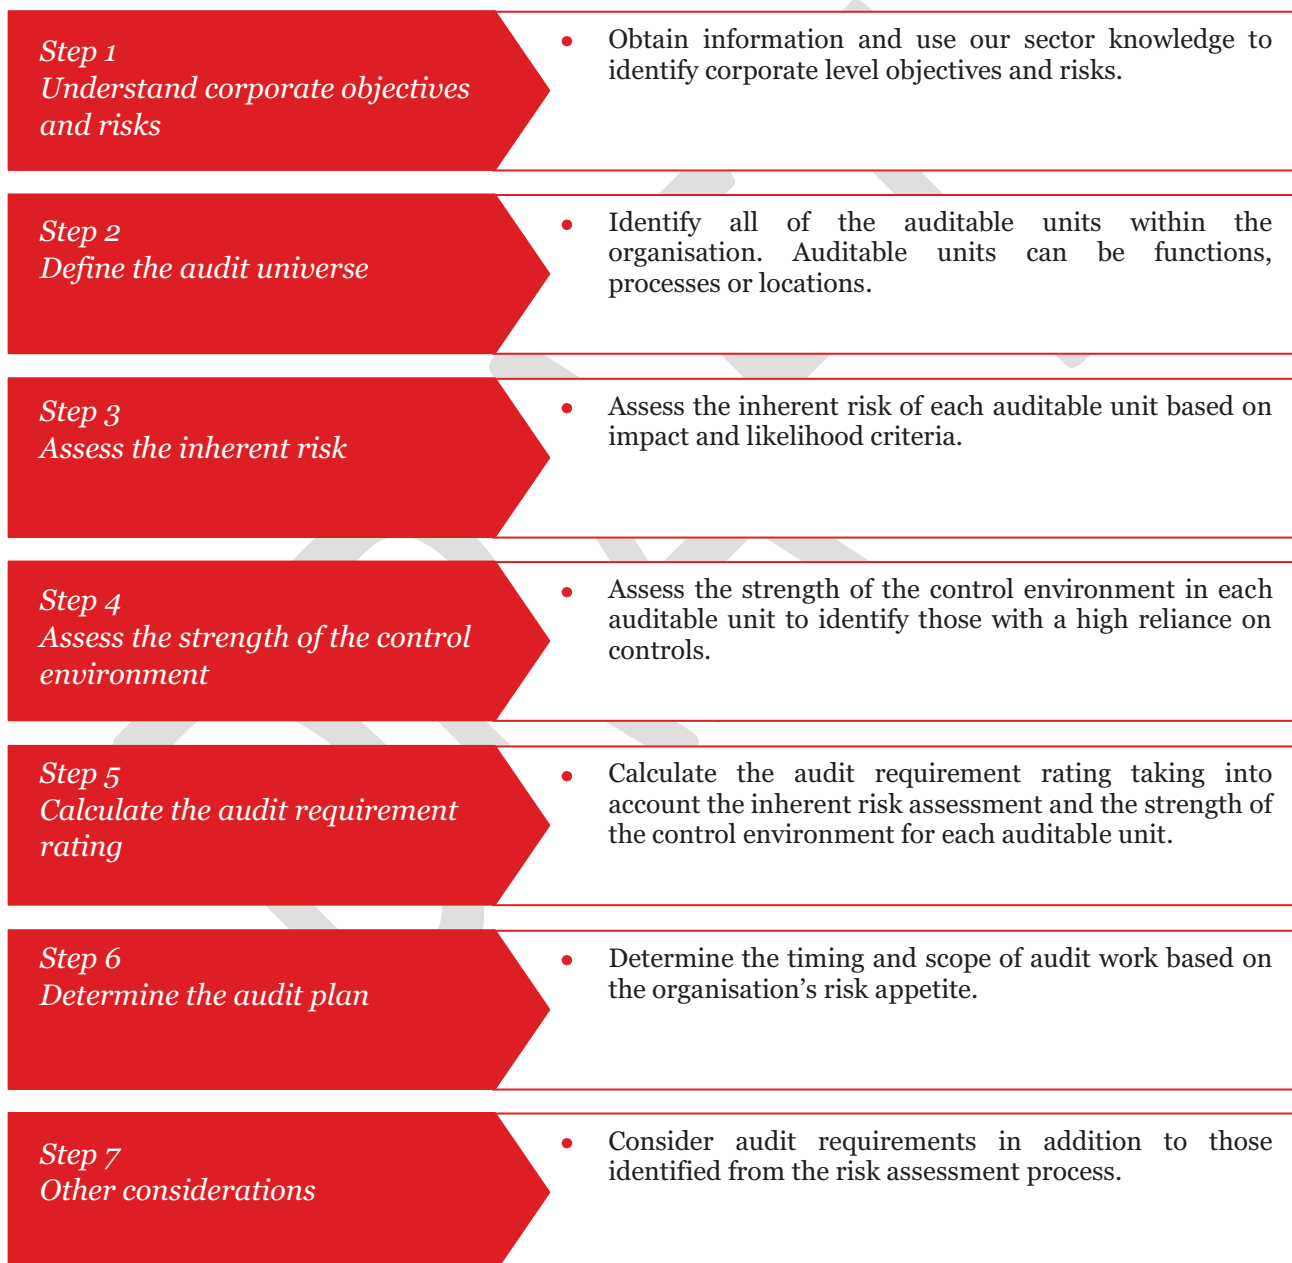 Step 1
Understand corporate objectives
and risks
• Obtain information and use our sector knowledge to
identify corporate level objectives and risks.
Step 2
Define the audit universe
• Identify all of the auditable units within the
organisation. Auditable units can be functions,
processes or locations.
Step 3
Assess the inherent risk
• Assess the inherent risk of each auditable unit based on
impact and likelihood criteria.
Step 4
Assess the strength of the control
environment
• Assess the strength of the control environment in each
auditable unit to identify those with a high reliance on
controls.
Step 5
Calculate the audit requirement
rating
• Calculate the audit requirement rating taking into
account the inherent risk assessment and the strength of
the control environment for each auditable unit.
Step 6
Determine the audit plan
• Determine the timing and scope of audit work based on
the organisation’s risk appetite.
Step 7
Other considerations
• Consider audit requirements in addition to those
identified from the risk assessment process.